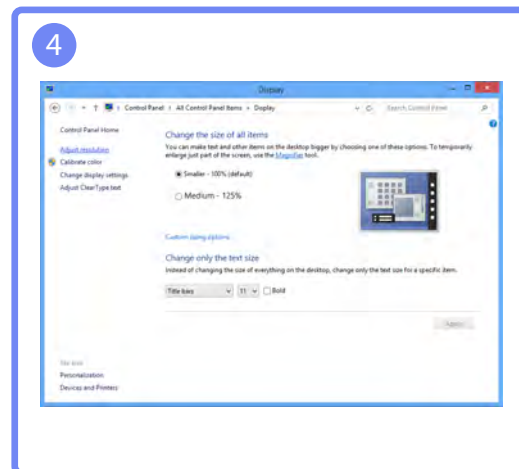 4
Display
Control Panel All Control Panel Items Display
Search Control Panel
Control Panel Home
Adjust resolution
Calibrate color
Change display settings
Adjust ClearType text
Change the size of all items
You can make text and other items on the desktop bigger by choosing one of these options. To temporarily
enlarge just part of the screen, use the Magnifier tool.
Smaller - 100% (default)
Medium - 125%
Custom sizing options
Change only the text size
Instead of changing the size of everything on the desktop, change only the text size for a specific item.
Title bars 11 Bold
Apply
See also
Personalization
Devices and Printers